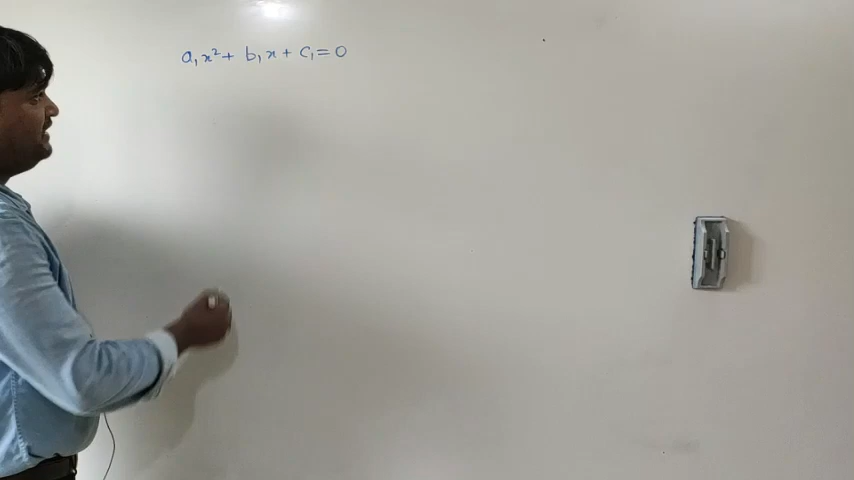 a₁x² + b₁x + c₁ = 0